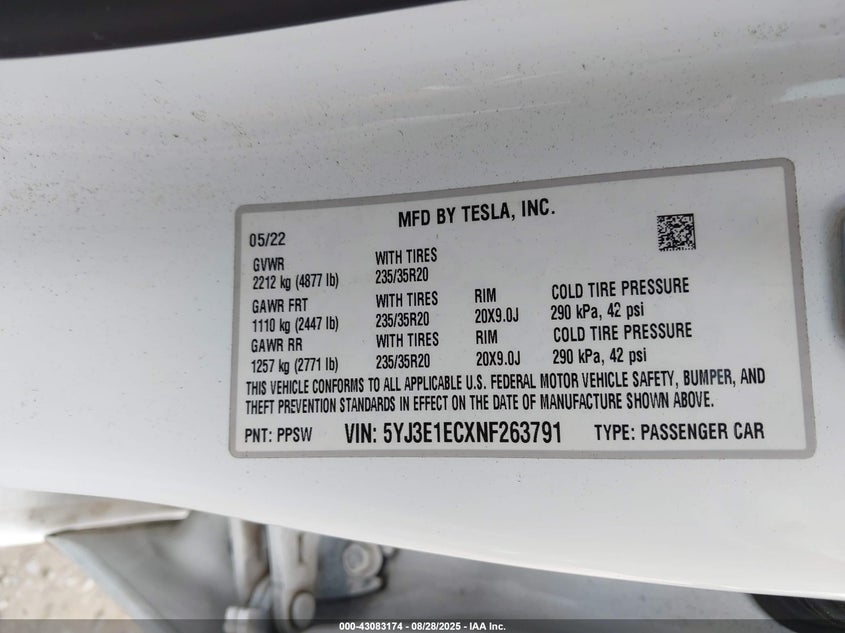 MFD BY TESLA, INC.
05/22
GVWR WITH TIRES
2212 kg (4877 lb) 235/35R20
GAWR FRT WITH TIRES RIM COLD TIRE PRESSURE
1110 kg (2447 lb) 235/35R20 20X9.0J 290 kPa, 42 psi
GAWR RR WITH TIRES RIM COLD TIRE PRESSURE
1257 kg (2771 lb) 235/35R20 20X9.0J 290 kPa, 42 psi
THIS VEHICLE CONFORMS TO ALL APPLICABLE U.S. FEDERAL MOTOR VEHICLE SAFETY, BUMPER, AND
THEFT PREVENTION STANDARDS IN EFFECT ON THE DATE OF MANUFACTURE SHOWN ABOVE.
PNT: PPSW VIN: 5YJ3E1ECXNF263791 TYPE: PASSENGER CAR
000-43083174 - 08/28/2025 - IAA Inc.